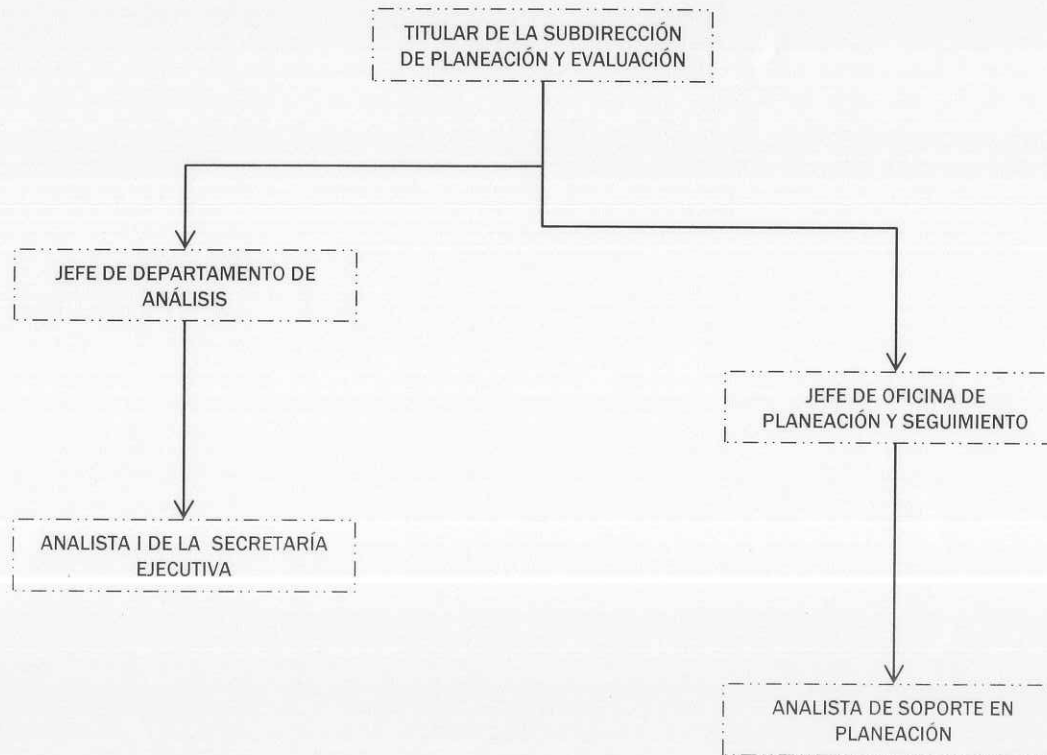 TITULAR DE LA SUBDIRECCIÓN
DE PLANEACIÓN Y EVALUACIÓN
JEFE DE DEPARTAMENTO DE
ANÁLISIS
JEFE DE OFICINA DE
PLANEACIÓN Y SEGUIMIENTO
ANALISTA I DE LA SECRETARÍA
EJECUTIVA
ANALISTA DE SOPORTE EN
PLANEACIÓN